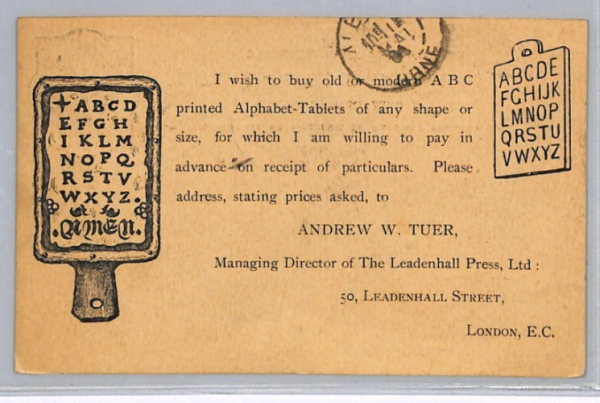 I wish to buy old or modern A B C
printed Alphabet-Tablets of any shape or
size, for which I am willing to pay in
advance on receipt of particulars. Please
address, stating prices asked, to
ANDREW W. TUER,
Managing Director of The Leadenhall Press, Ltd :
50, LEADENHALL STREET,
LONDON, E.C.
+ABCD
EFGH
IKLM
NOPQ
RSTV
WXYZ.
AMEN.
ABCDE
FGHIJK
LMNOP
QRSTU
VWXYZ
MAI